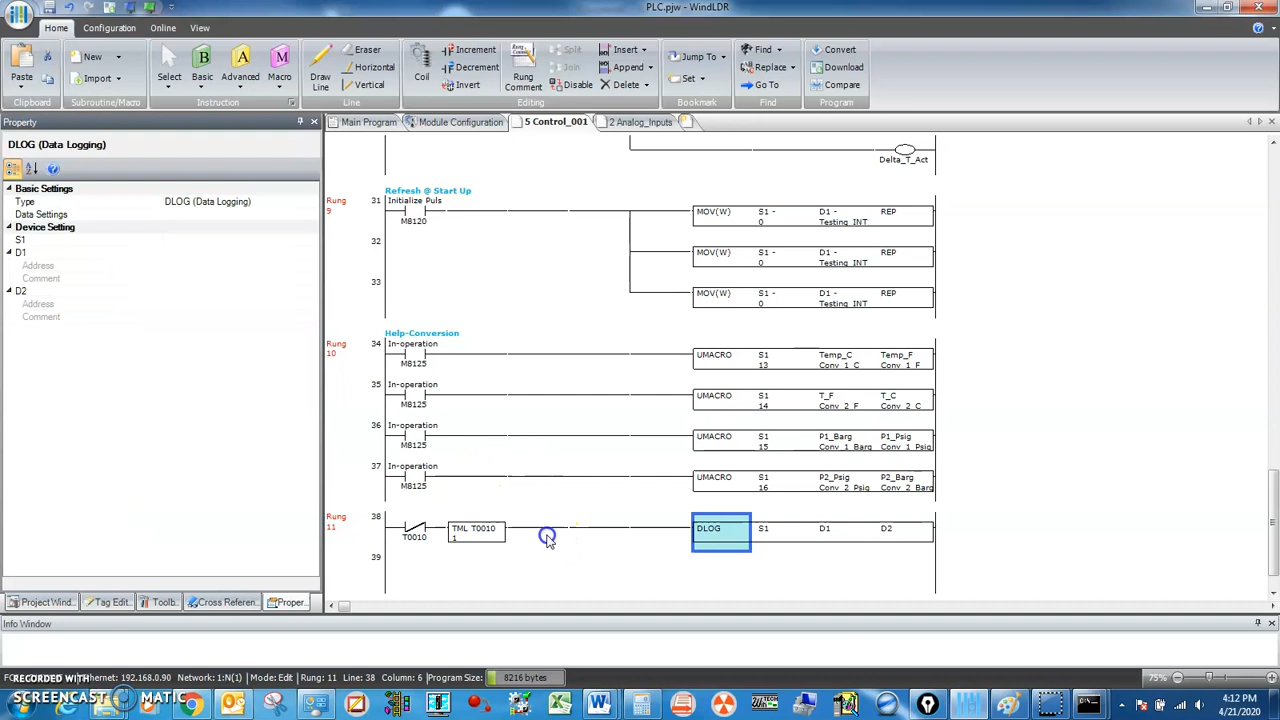 PLC.pjw - WindLDR
Home Configuration Online View
Paste
New
Import
Select Basic Advanced Macro
Draw Line
Eraser
Horizontal
Vertical
Coil
Increment
Decrement
Invert
Rung Comment
Split
Join
Disable
Insert
Append
Delete
Jump To
Set
Find
Replace
Go To
Convert
Download
Compare
Clipboard Subroutine/Macro Instruction Line Editing Bookmark Find Program
Property
Main Program Module Configuration 5 Control_001 2 Analog_Inputs
DLOG (Data Logging)
Basic Settings
Type DLOG (Data Logging)
Data Settings
Device Setting
S1
D1
Address
Comment
D2
Address
Comment
Delta_T_Act
Refresh @ Start Up
Rung 9
31 Initialize Puls
M8120
MOV(W) S1 - D1 - REP
0 Testing_INT
32
MOV(W) S1 - D1 - REP
0 Testing_INT
33
MOV(W) S1 - D1 - REP
0 Testing_INT
Help-Conversion
Rung 10
34 In-operation
M8125
UMACRO S1 Temp_C Temp_F
13 Conv_1_C Conv_1_F
35 In-operation
M8125
UMACRO S1 T_F T_C
14 Conv_2_F Conv_2_C
36 In-operation
M8125
UMACRO S1 P1_Barg P1_Psig
15 Conv_1_Barg Conv_1_Psig
37 In-operation
M8125
UMACRO S1 P2_Psig P2_Barg
16 Conv_2_Psig Conv_2_Barg
Rung 11
38
T0010
TML T0010
1
DLOG S1 D1 D2
39
Project Wind.. Tag Edit.. Toolb.. Cross Referen.. Proper..
Info Window
Ethernet: 192.168.0.90 Network: 1:N(1) Mode: Edit Rung: 11, Line: 38, Column: 6 Program Size: 8216 bytes 75%
RECORDED WITH
SCREENCAST MATIC
4:12 PM
4/21/2020